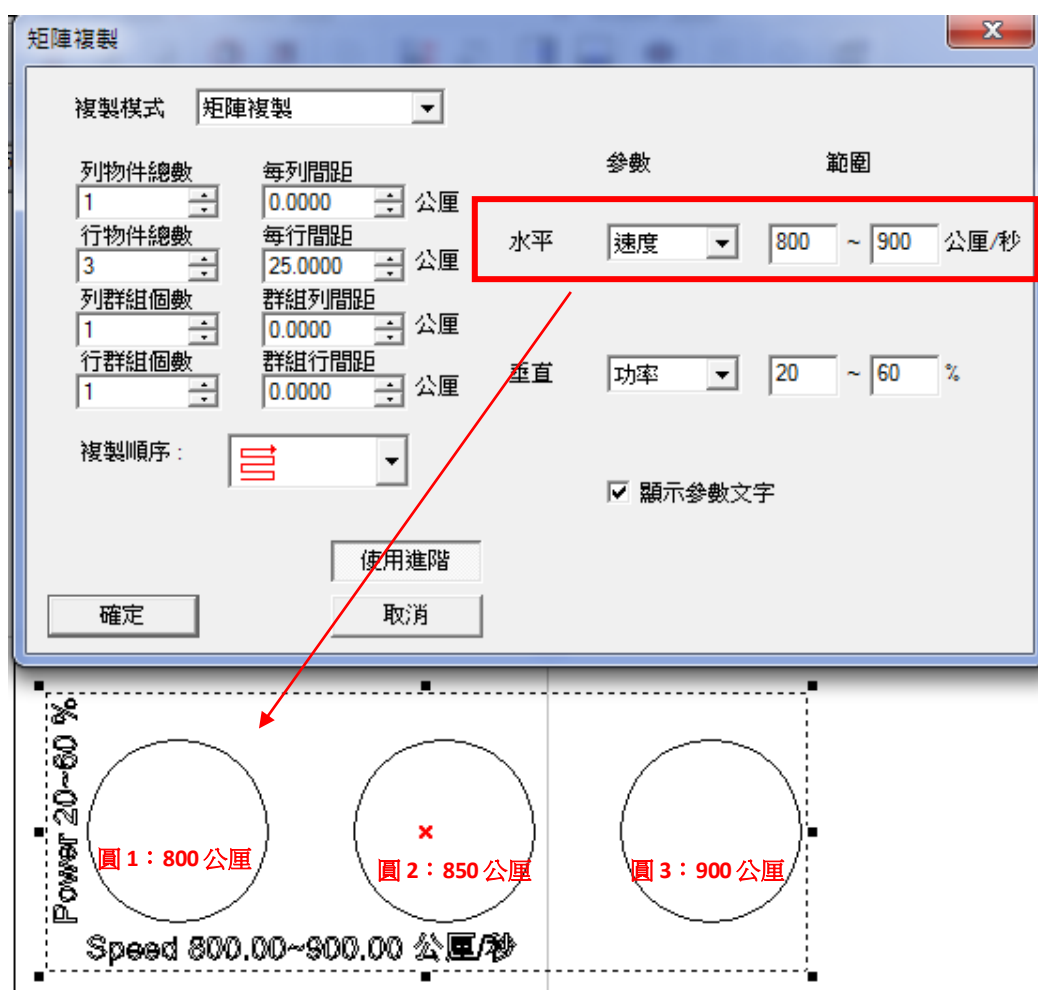 矩陣複製
複製模式 矩陣複製
列物件總數 每列間距 參數 範圍
1 0.0000 公厘
行物件總數 每行間距 水平 速度 800 ~ 900 公厘/秒
3 25.0000 公厘
列群組個數 群組列間距
1 0.0000 公厘
行群組個數 群組行間距 垂直 功率 20 ~ 60 %
1 0.0000 公厘
複製順序 :
顯示參數文字
使用進階
確定 取消
Power 20~60 %
圓 1：800 公厘 圓 2：850 公厘 圓 3：900 公厘
Speed 800.00~900.00 公厘/秒